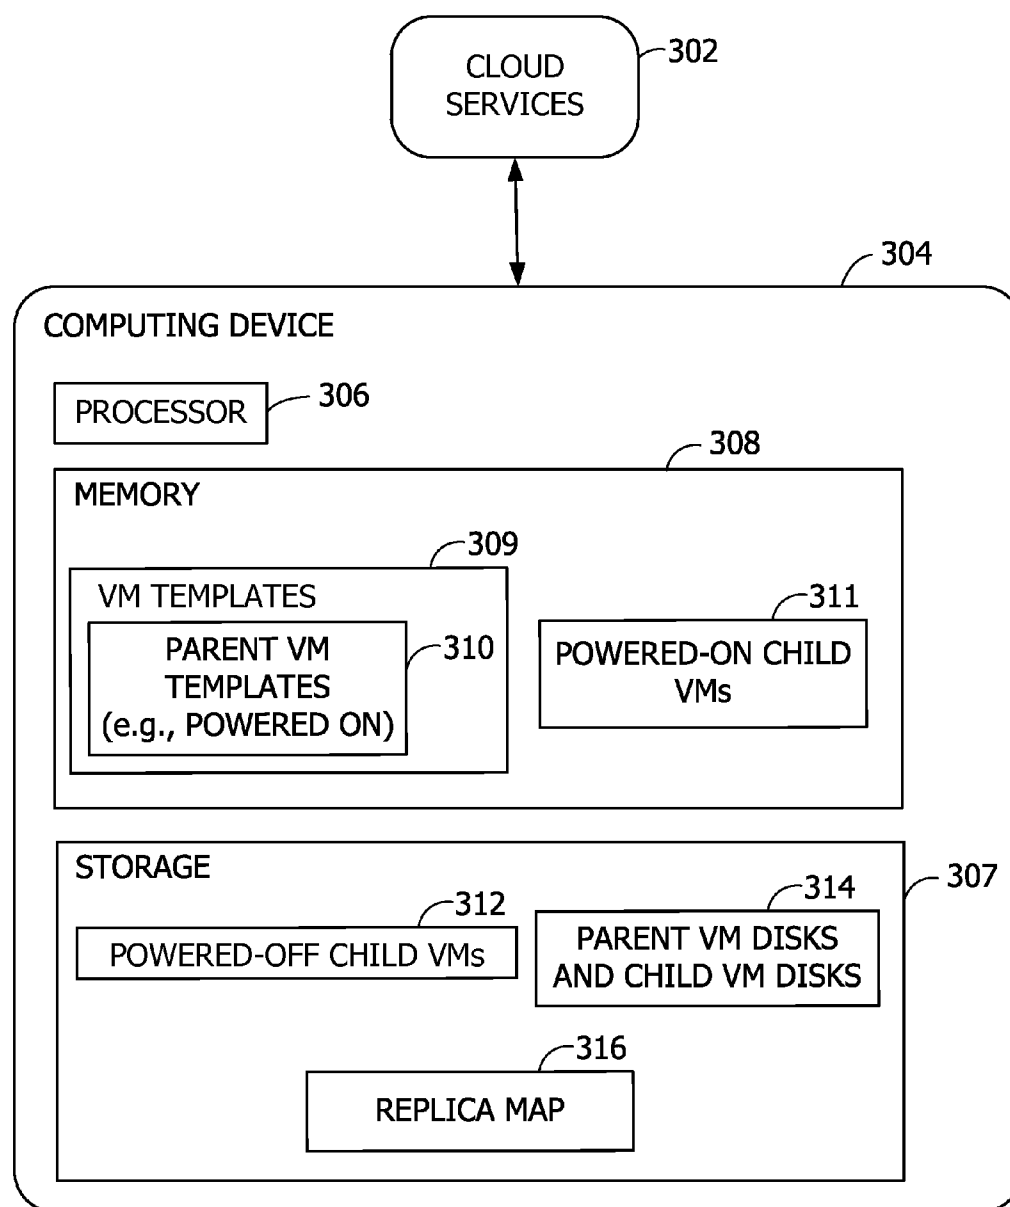 CLOUD
SERVICES
302
304
COMPUTING DEVICE
PROCESSOR
306
308
MEMORY
309
VM TEMPLATES
310
PARENT VM
TEMPLATES
(e.g., POWERED ON)
311
POWERED-ON CHILD
VMs
STORAGE
307
312
POWERED-OFF CHILD VMs
314
PARENT VM DISKS
AND CHILD VM DISKS
316
REPLICA MAP